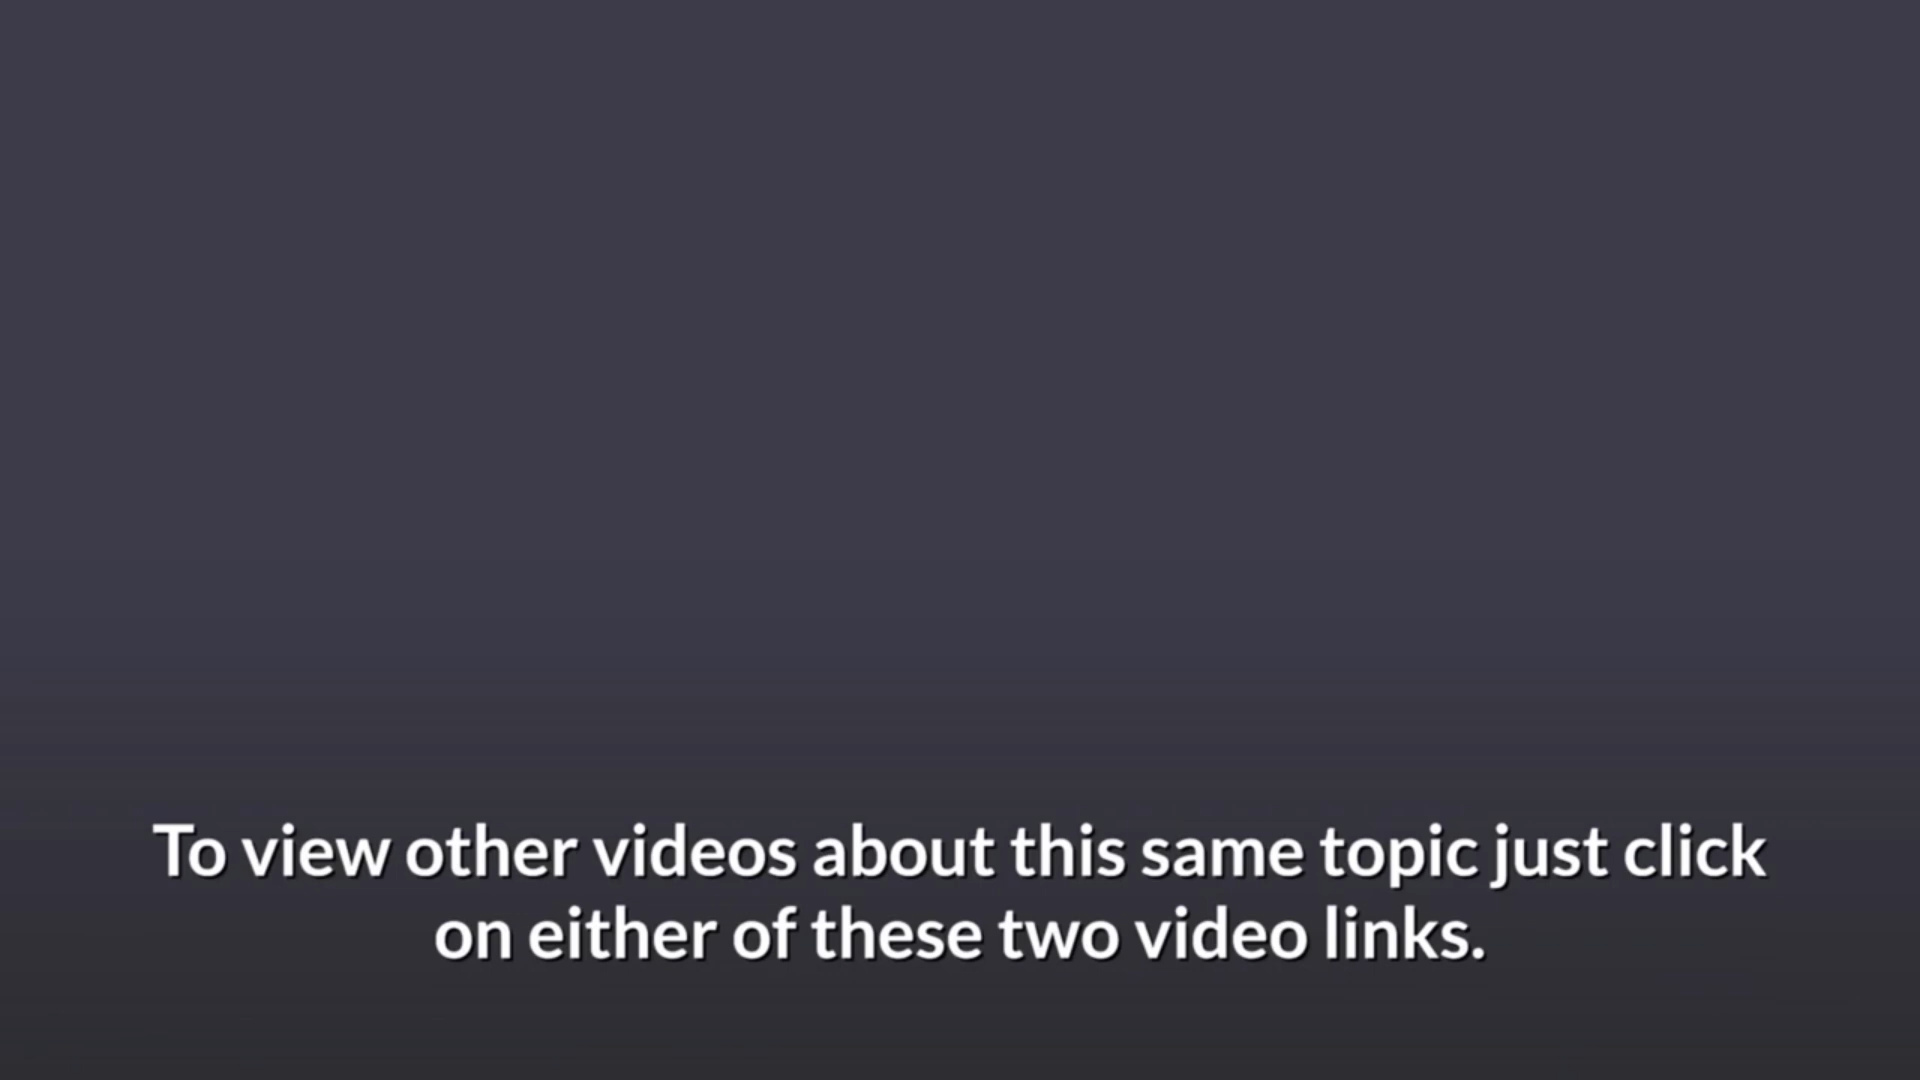 To view other videos about this same topic just click
on either of these two video links.